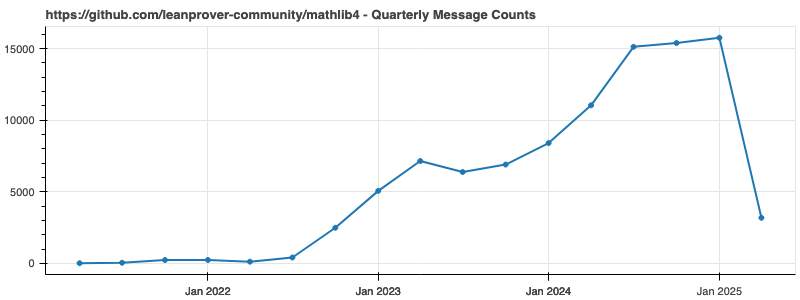 https://github.com/leanprover-community/mathlib4 - Quarterly Message Counts
15000
10000
5000
0
Jan 2022 Jan 2023 Jan 2024 Jan 2025